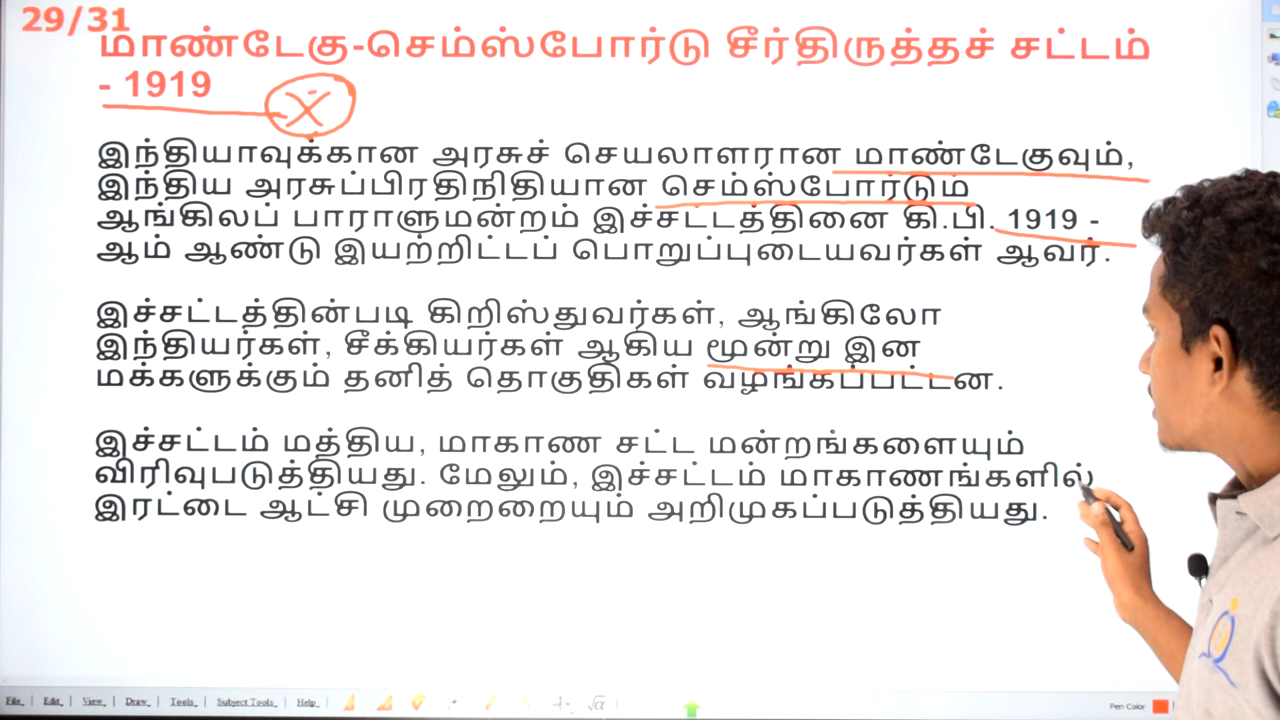 29/31
மாண்டேகு-செம்ஸ்போர்டு சீர்திருத்தச் சட்டம்
- 1919
X
இந்தியாவுக்கான அரசுச் செயலாளரான மாண்டேகுவும்,
இந்திய அரசுப்பிரதிநிதியான செம்ஸ்போர்டும்
ஆங்கிலப் பாராளுமன்றம் இச்சட்டத்தினை கி.பி. 1919 -
ஆம் ஆண்டு இயற்றிட்டப் பொறுப்புடையவர்கள் ஆவர்.
இச்சட்டத்தின்படி கிறிஸ்துவர்கள், ஆங்கிலோ
இந்தியர்கள், சீக்கியர்கள் ஆகிய மூன்று இன
மக்களுக்கும் தனித் தொகுதிகள் வழங்கப்பட்டன.
இச்சட்டம் மத்திய, மாகாண சட்ட மன்றங்களையும்
விரிவுபடுத்தியது. மேலும், இச்சட்டம் மாகாணங்களில்
இரட்டை ஆட்சி முறைறையும் அறிமுகப்படுத்தியது.
File Edit View Draw Tools Subject Tools Help √α Pen Color